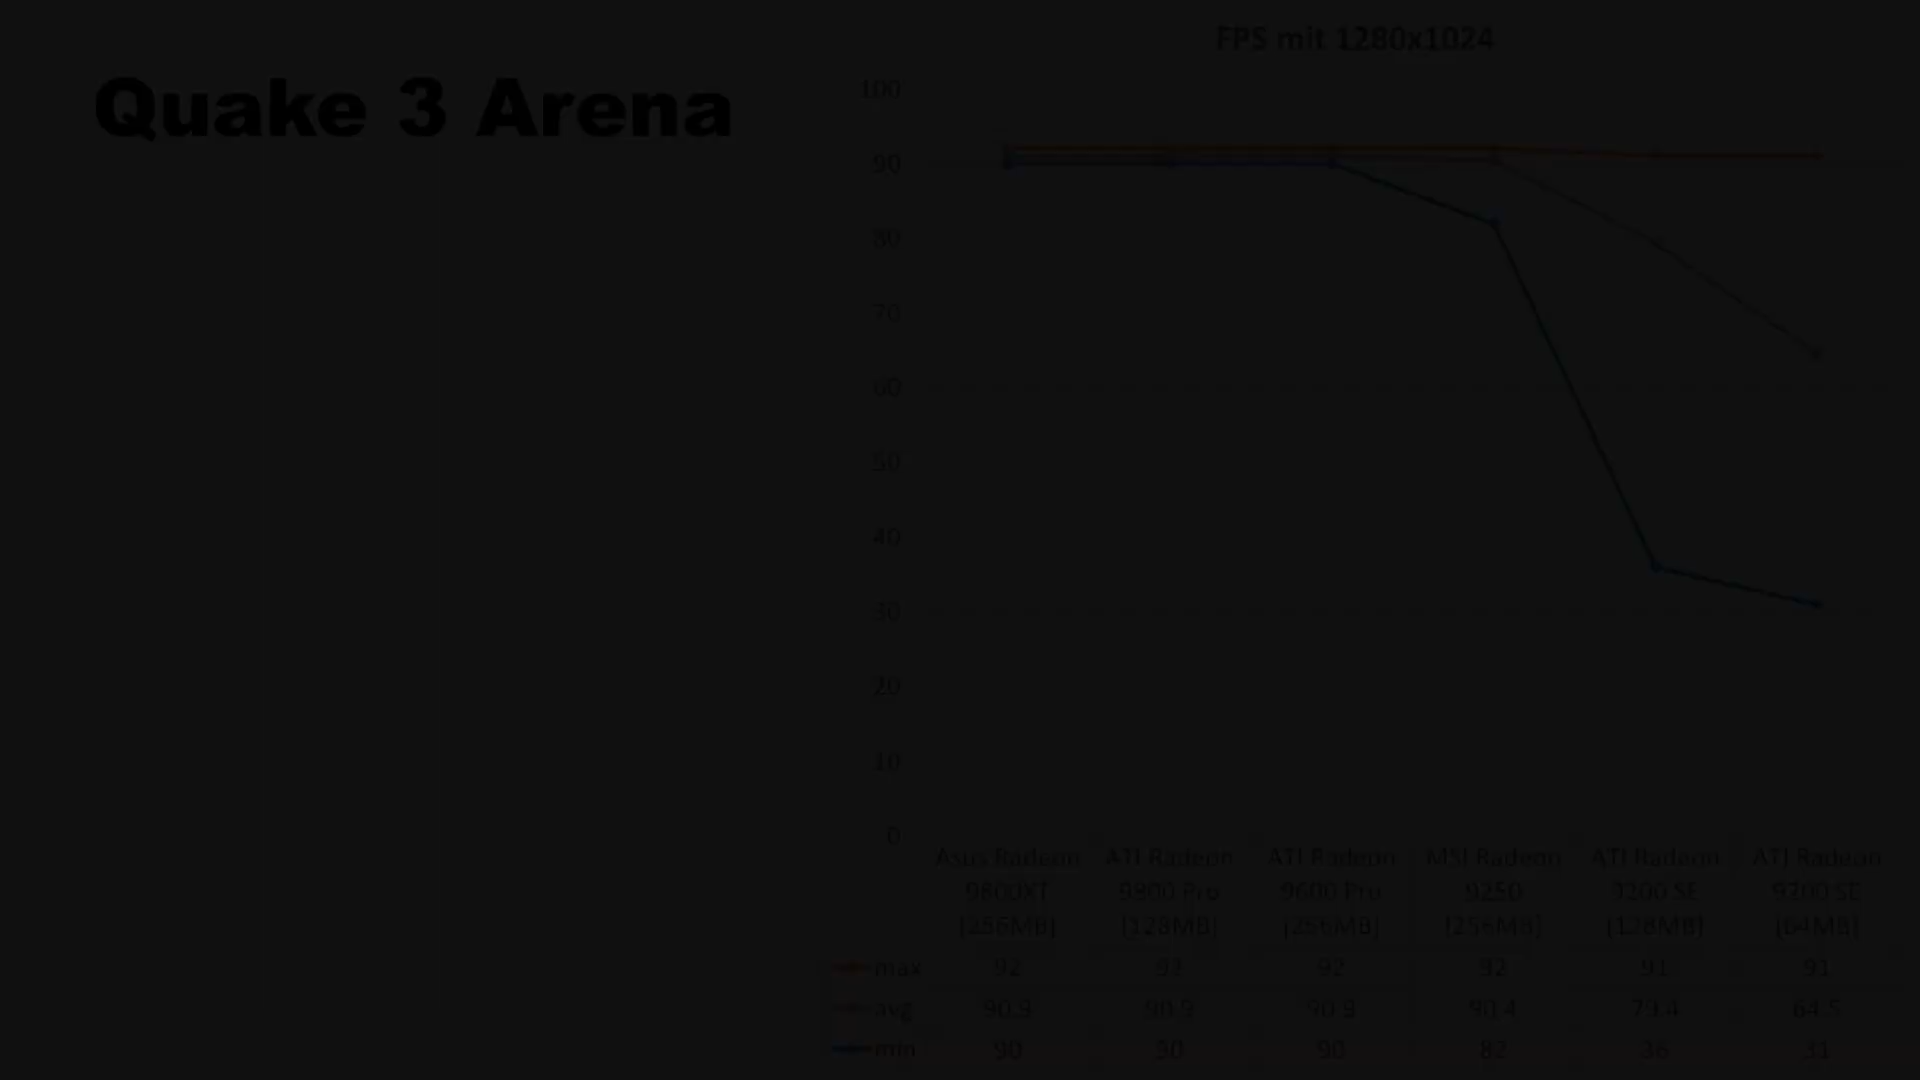 Quake 3 Arena
FPS mit 1280x1024
100
90
80
70
60
50
40
30
20
10
0
Asus Radeon 9800XT [256MB]
ATI Radeon 9800 Pro [128MB]
ATI Radeon 9600 Pro [256MB]
MSI Radeon 9250 [256MB]
ATI Radeon 9200 SE [128MB]
ATI Radeon 9200 SE [64MB]
max 92 92 92 92 91 91
avg 90.9 90.9 90.9 90.4 79.4 64.5
min 90 90 90 82 36 31